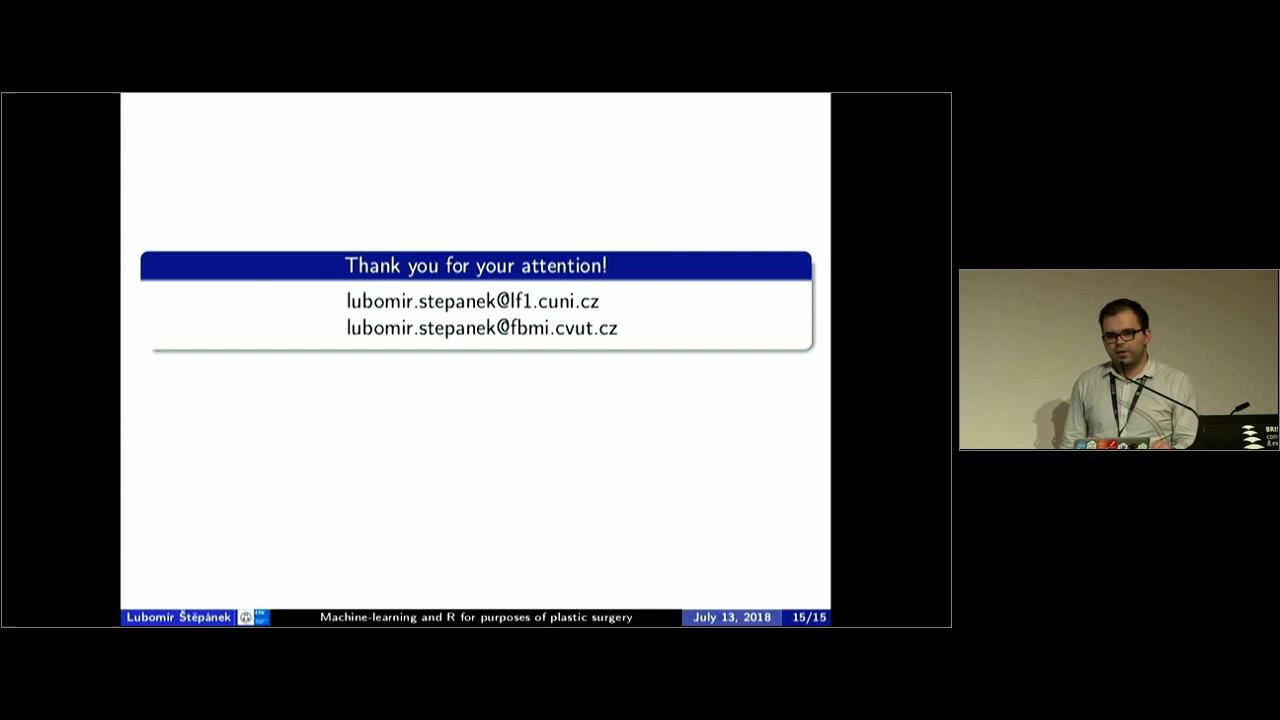 Thank you for your attention!
lubomir.stepanek@lf1.cuni.cz
lubomir.stepanek@fbmi.cvut.cz
Lubomír Štěpánek
Machine-learning and R for purposes of plastic surgery
July 13, 2018
15/15